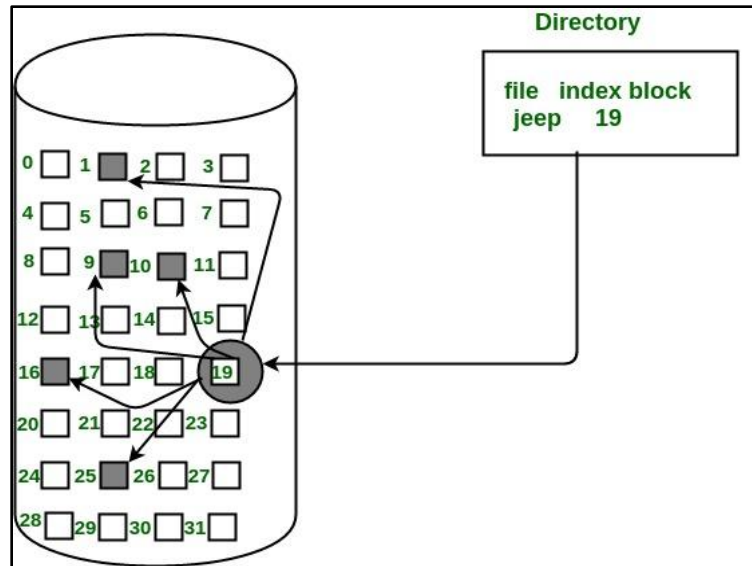 Directory
file index block
jeep 19
0 1 2 3
4 5 6 7
8 9 10 11
12 13 14 15
16 17 18 19
20 21 22 23
24 25 26 27
28 29 30 31